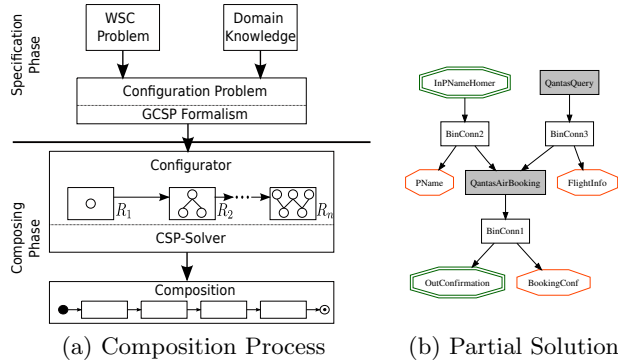 Specification Phase
WSC Problem
Domain Knowledge
Configuration Problem
GCSP Formalism
Composing Phase
Configurator
R1
R2
Rn
CSP-Solver
Composition
(a) Composition Process
InPNameHomer
QantasQuery
BinConn2
BinConn3
PName
QantasAirBooking
FlightInfo
BinConn1
OutConfirmation
BookingConf
(b) Partial Solution